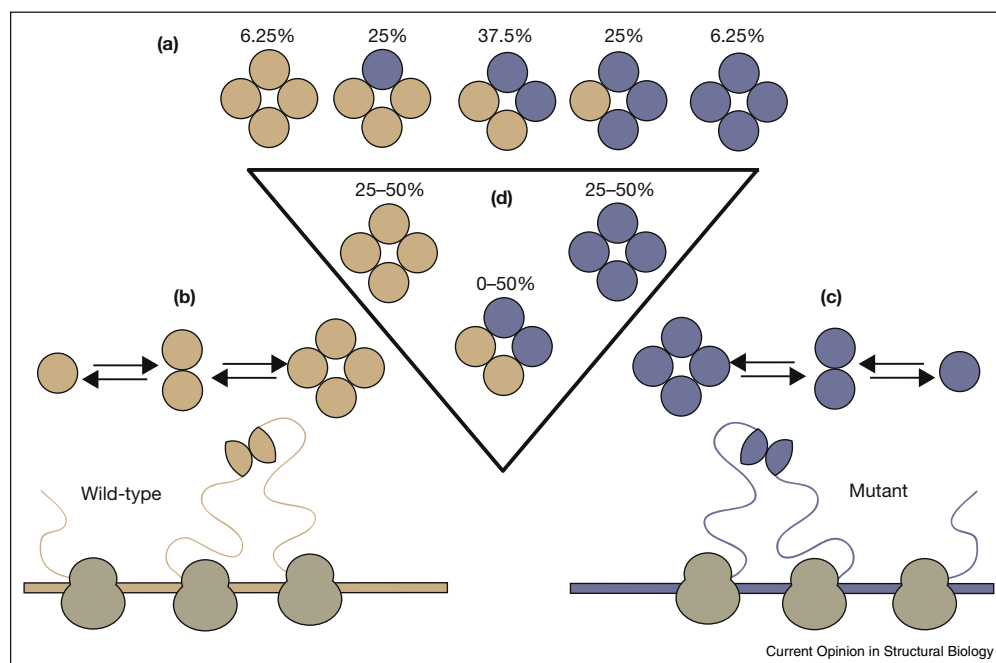 (a)
6.25% 25% 37.5% 25% 6.25%
(d)
25–50% 25–50%
0–50%
(b) (c)
Wild-type Mutant
Current Opinion in Structural Biology